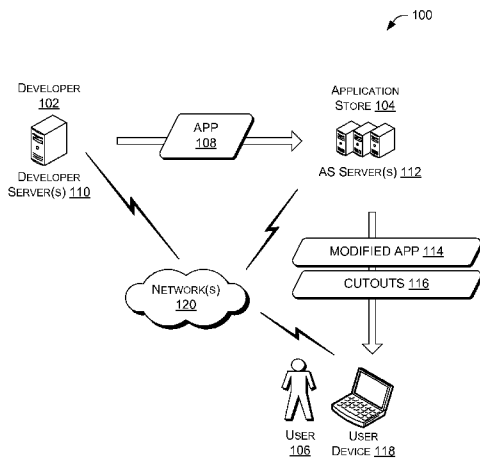 100
DEVELOPER
102
APPLICATION
STORE 104
APP
108
DEVELOPER
SERVER(S) 110
AS SERVER(S) 112
MODIFIED APP 114
CUTOUTS 116
NETWORK(S)
120
USER
106
USER
DEVICE 118